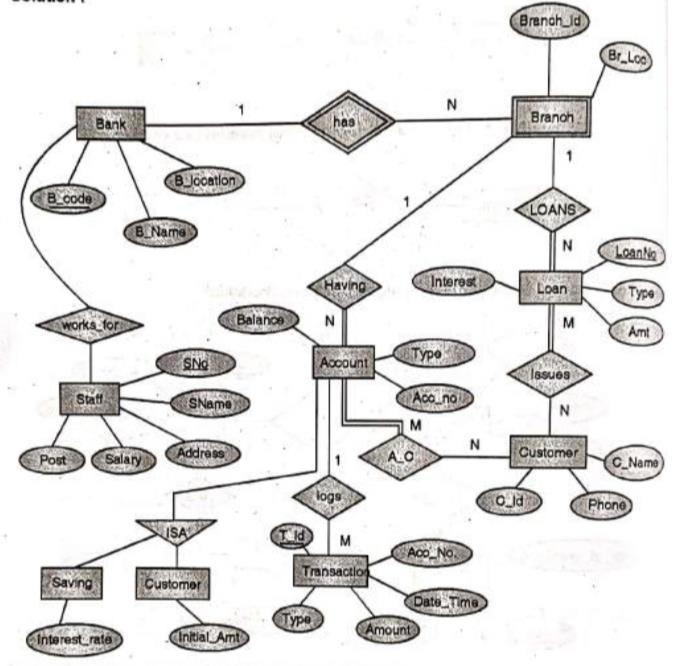 Branch_Id
Br_Loc
Bank
1
has
N
Branch
B_code
B_Name
B_location
1
1
LOANS
N
Having
Interest
Loan
LoanNo
Type
Amt
N
M
Balance
works_for
Account
Type
Acc_no
Issues
Staff
SNo
SName
Address
Salary
Post
M
N
A_C
N
Customer
C_Name
C_Id
Phone
1
logs
ISA
T_Id
M
Saving
Customer
Transaction
Acc_No.
Date_Time
Interest_rate
Initial_Amt
Type
Amount